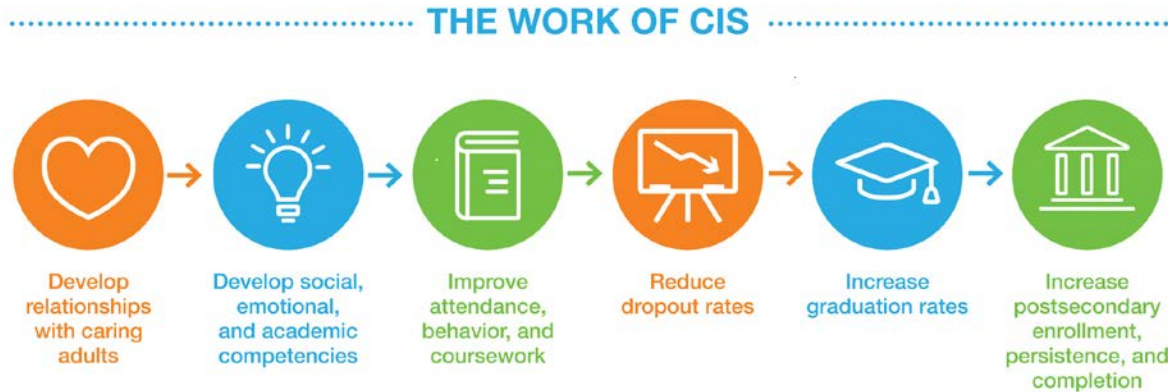 THE WORK OF CIS
Develop
relationships
with caring
adults
Develop social,
emotional,
and academic
competencies
Improve
attendance,
behavior, and
coursework
Reduce
dropout rates
Increase
graduation rates
Increase
postsecondary
enrollment,
persistence, and
completion